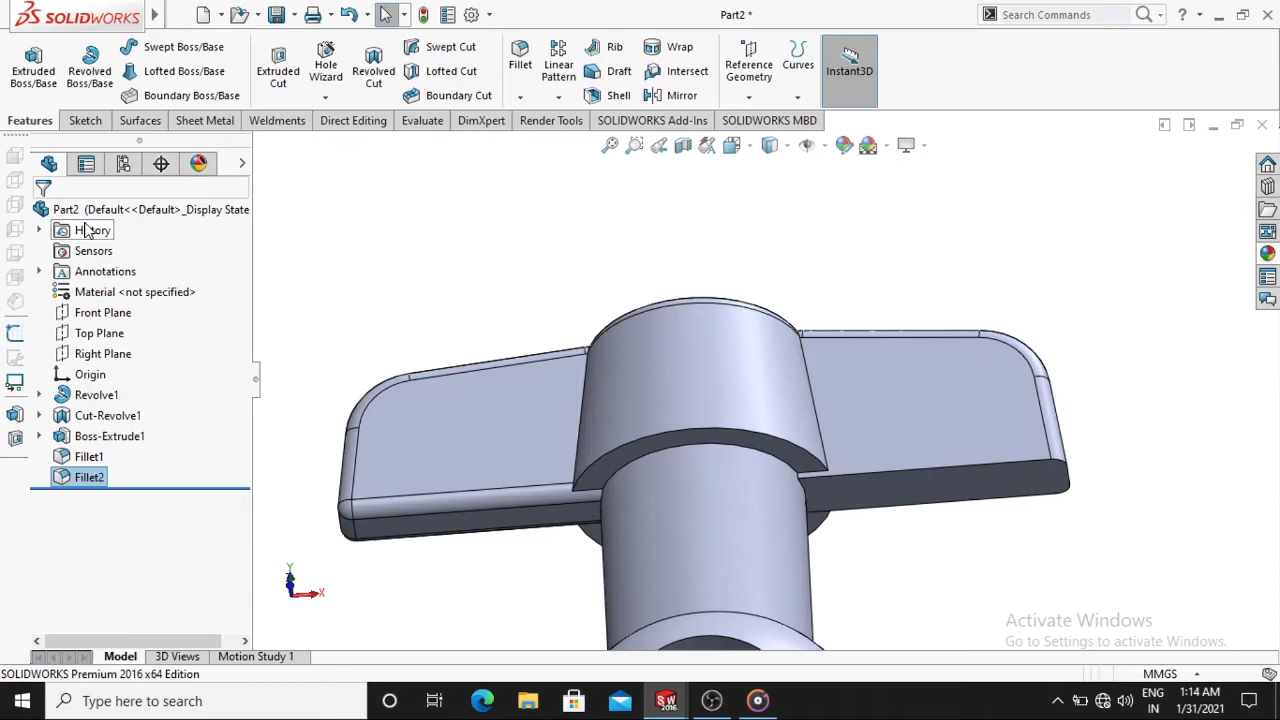 SOLIDWORKS
Part2 *
Search Commands
Extruded Boss/Base
Revolved Boss/Base
Swept Boss/Base
Lofted Boss/Base
Boundary Boss/Base
Extruded Cut
Hole Wizard
Revolved Cut
Swept Cut
Lofted Cut
Boundary Cut
Fillet
Linear Pattern
Rib
Draft
Shell
Wrap
Intersect
Mirror
Reference Geometry
Curves
Instant3D
Features
Sketch
Surfaces
Sheet Metal
Weldments
Direct Editing
Evaluate
DimXpert
Render Tools
SOLIDWORKS Add-Ins
SOLIDWORKS MBD
Part2 (Default<<Default>_Display State
History
Sensors
Annotations
Material <not specified>
Front Plane
Top Plane
Right Plane
Origin
Revolve1
Cut-Revolve1
Boss-Extrude1
Fillet1
Fillet2
Y
X
Activate Windows
Go to Settings to activate Windows.
Model
3D Views
Motion Study 1
SOLIDWORKS Premium 2016 x64 Edition
MMGS
Type here to search
SW
2016
ENG
IN
1:14 AM
1/31/2021